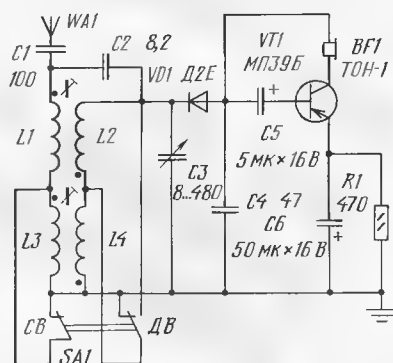 WA1
C1
100
C2 8,2
VD1 Д2Е
VT1
МП39Б
BF1
ТОН-1
L1
L2
C3
8...480
C5
5 мк × 16 В
C4 47
C6
50 мк × 16 В
R1
470
L3
L4
СВ
ДВ
SA1